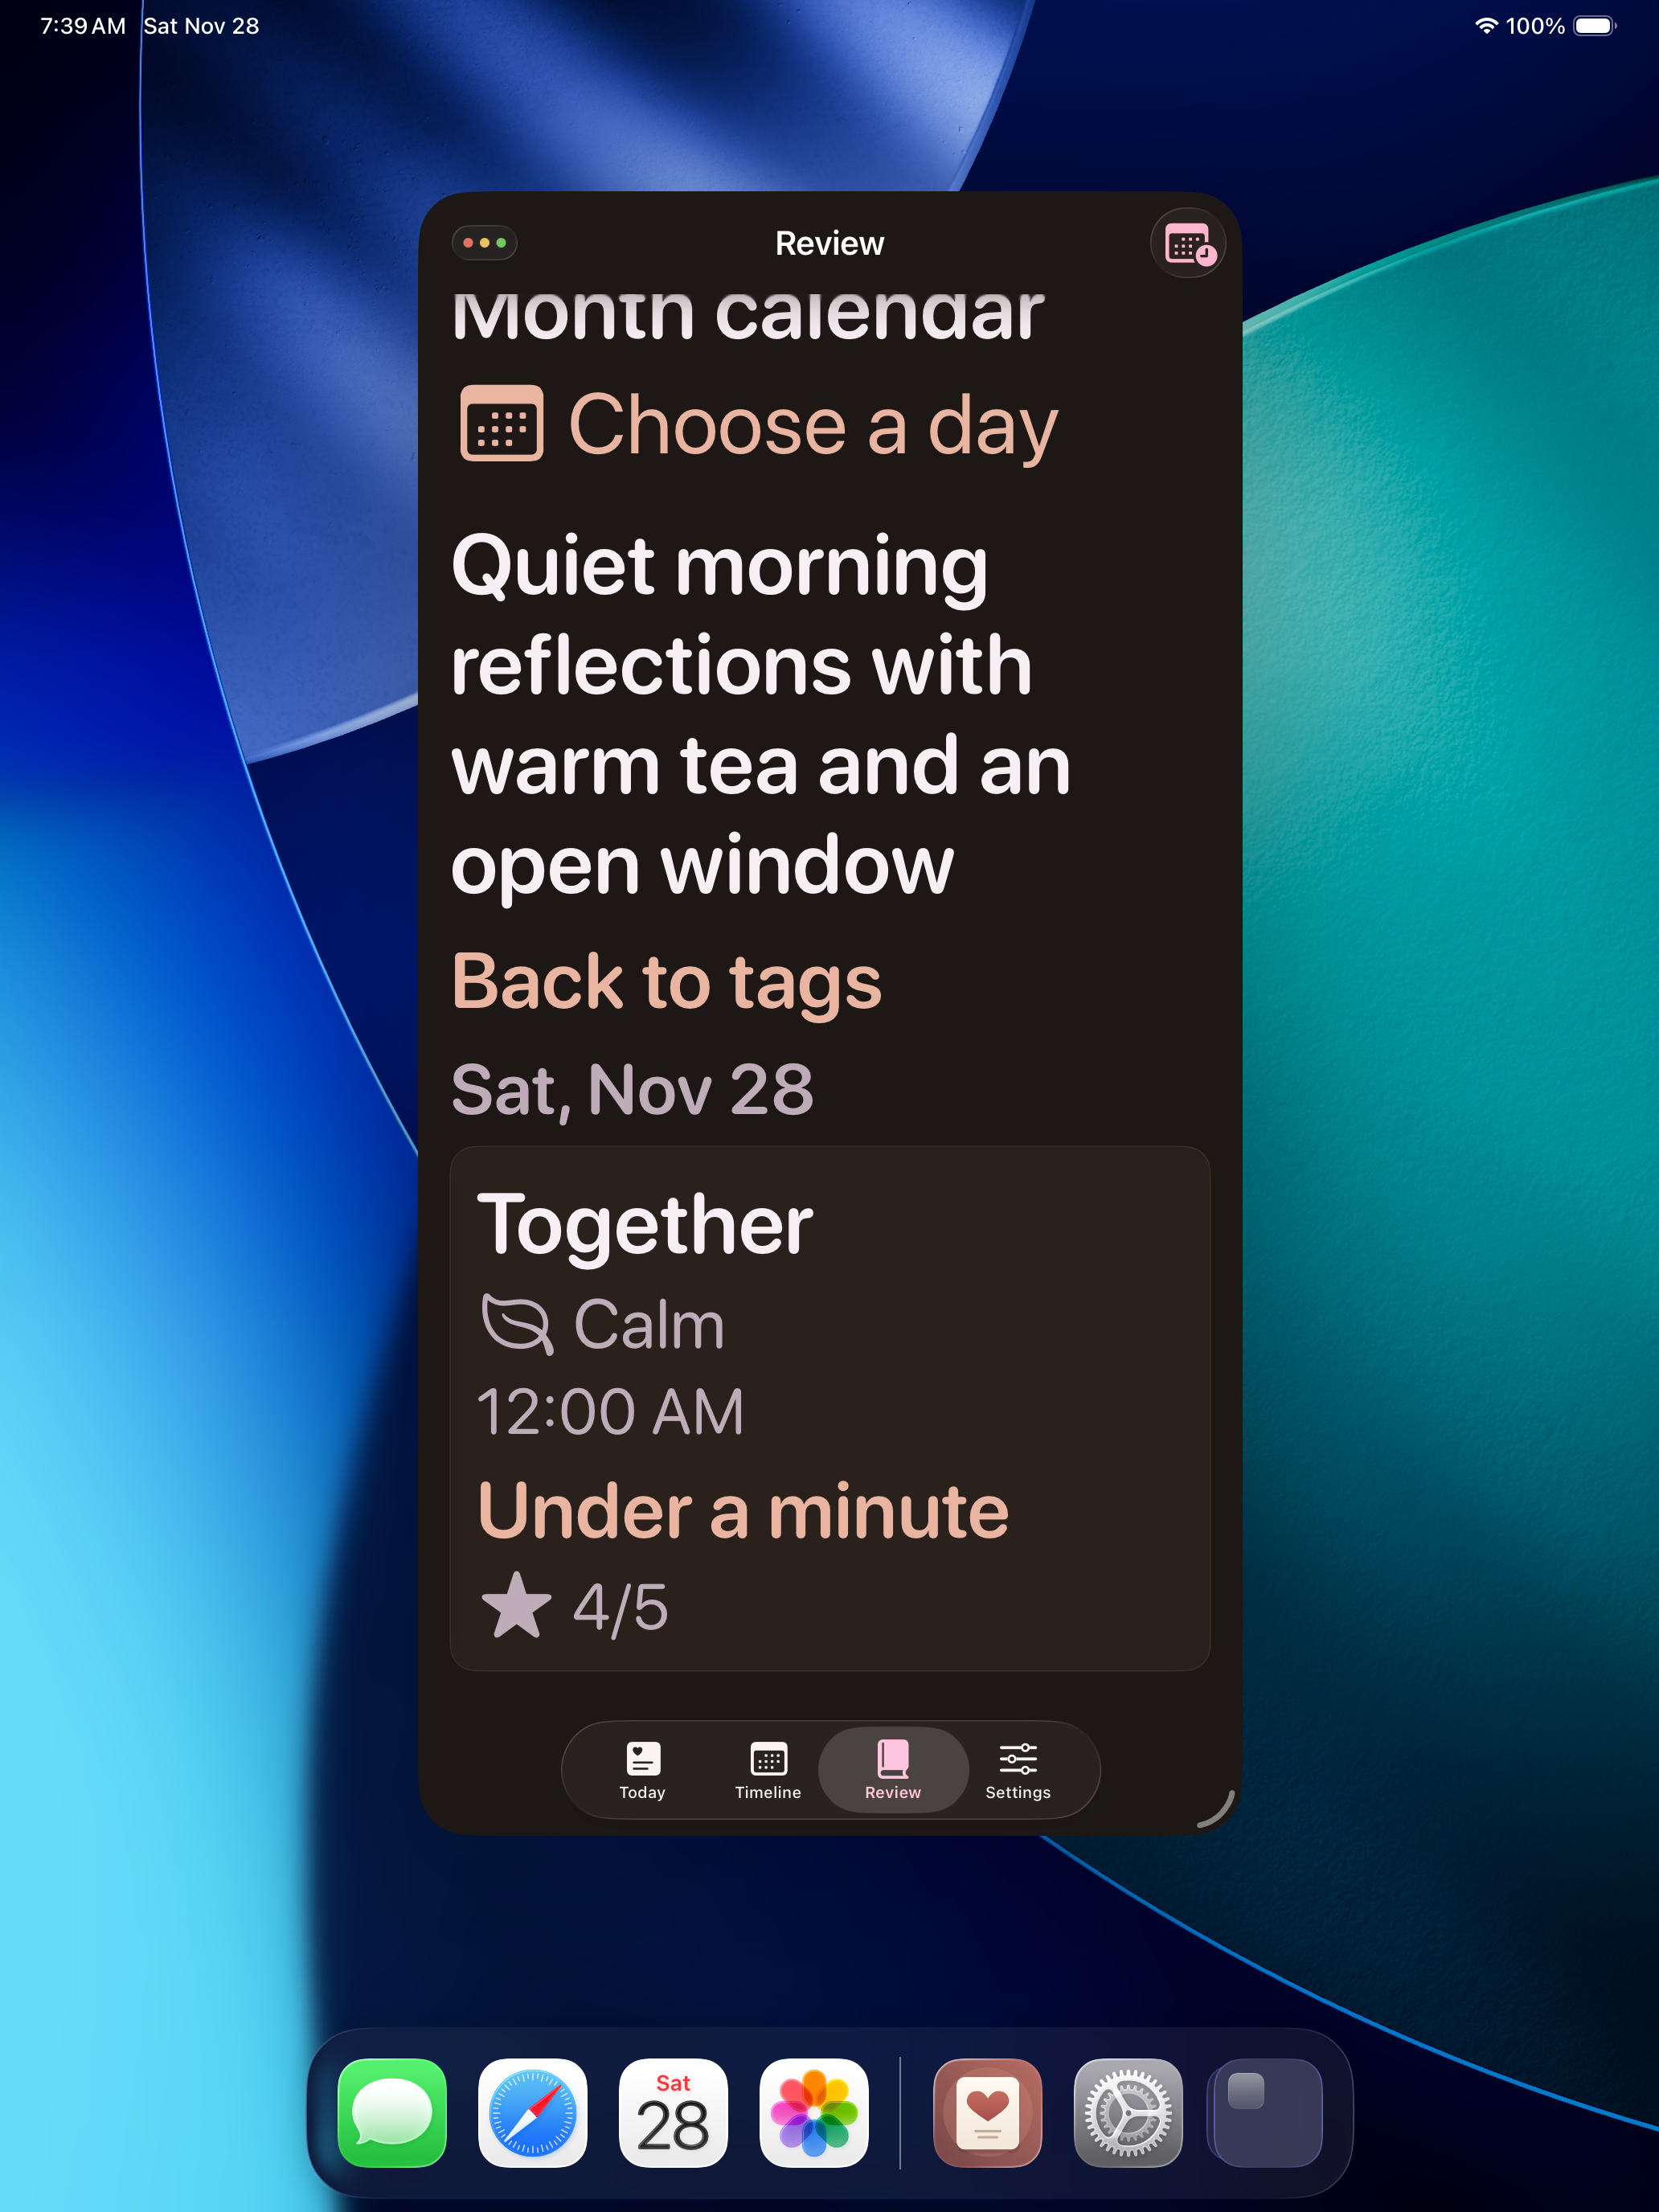 7:39 AM Sat Nov 28
100%
Review
Month calendar
Choose a day
Quiet morning
reflections with
warm tea and an
open window
Back to tags
Sat, Nov 28
Together
Calm
12:00 AM
Under a minute
4/5
Today
Timeline
Review
Settings
Sat
28